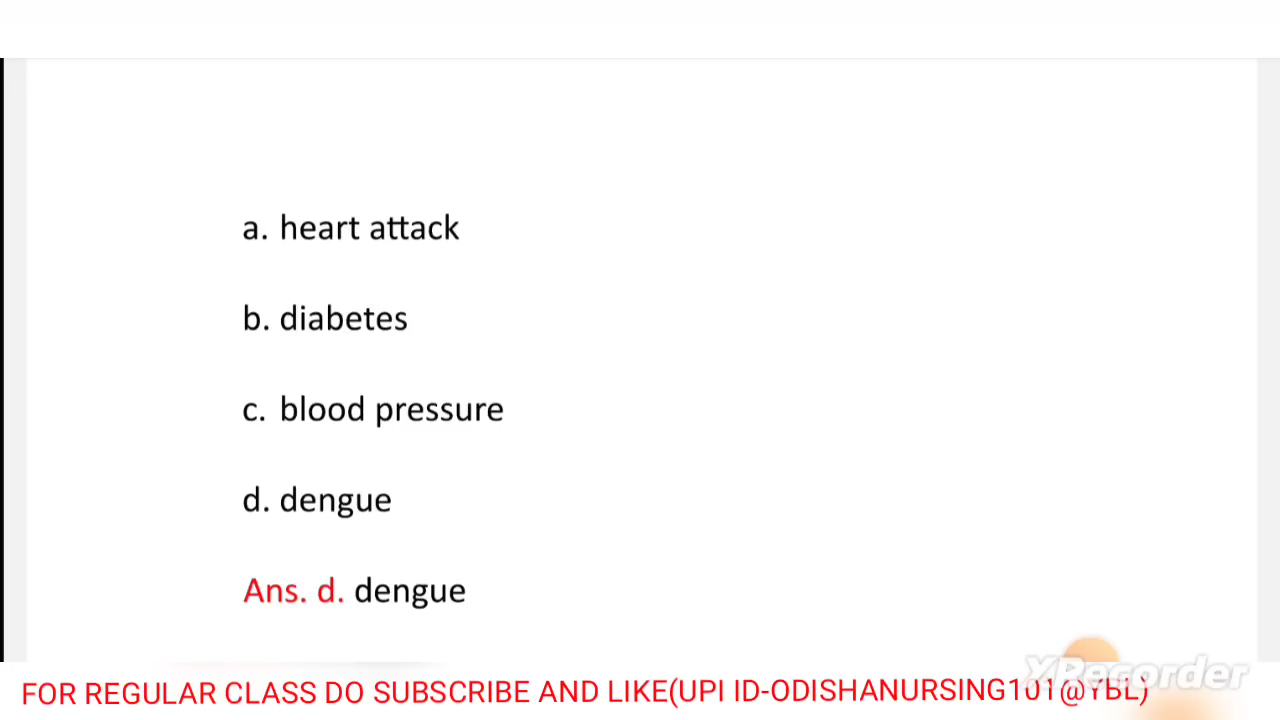 a. heart attack
b. diabetes
c. blood pressure
d. dengue
Ans. d. dengue
XRecorder
FOR REGULAR CLASS DO SUBSCRIBE AND LIKE(UPI ID-ODISHANURSING101@YBL)